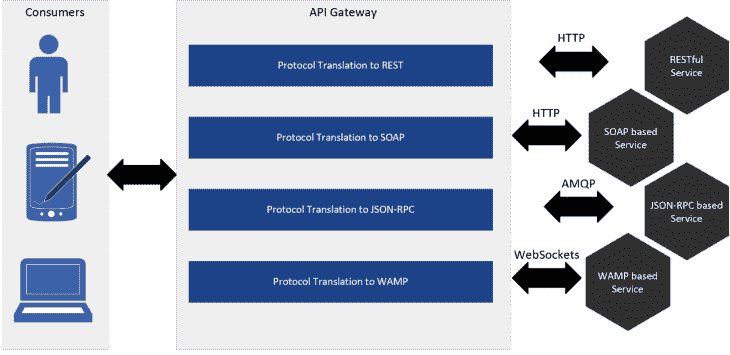 Consumers
API Gateway
Protocol Translation to REST
HTTP
RESTful
Service
Protocol Translation to SOAP
HTTP
SOAP based
Service
Protocol Translation to JSON-RPC
AMQP
JSON-RPC based
Service
Protocol Translation to WAMP
WebSockets
WAMP based
Service